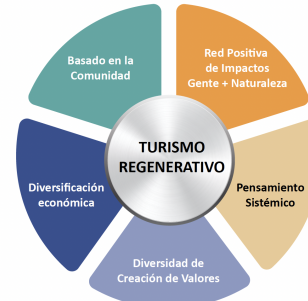 Basado en la
Comunidad
Red Positiva
de Impactos
Gente + Naturaleza
TURISMO
REGENERATIVO
Diversificación
económica
Pensamiento
Sistémico
Diversidad de
Creación de Valores